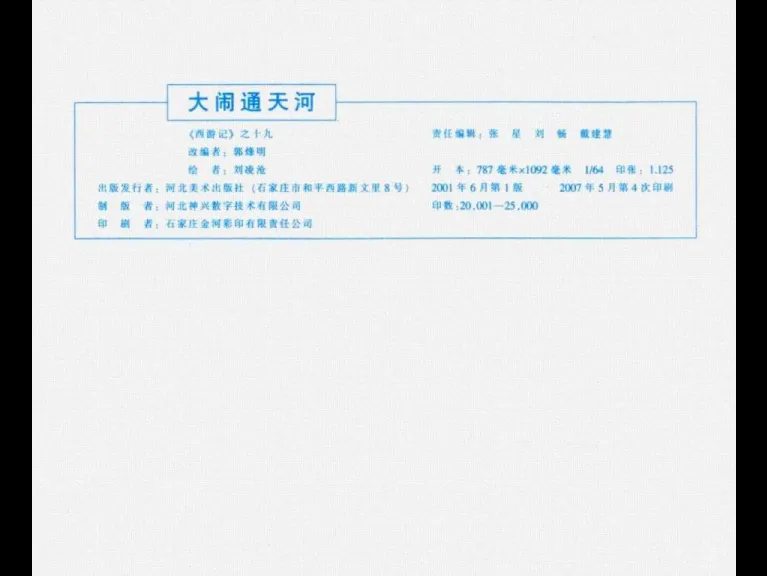 大闹通天河
《西游记》之十九
改编者：郭烽明
绘 者：刘凌沧
出版发行者：河北美术出版社（石家庄市和平西路新文里8号）
制 版 者：河北神兴数字技术有限公司
印 刷 者：石家庄金河彩印有限责任公司
责任编辑：张 星 刘 畅 戴建慧
开 本：787毫米×1092毫米 1/64 印张：1.125
2001年6月第1版 2007年5月第4次印刷
印数：20,001—25,000